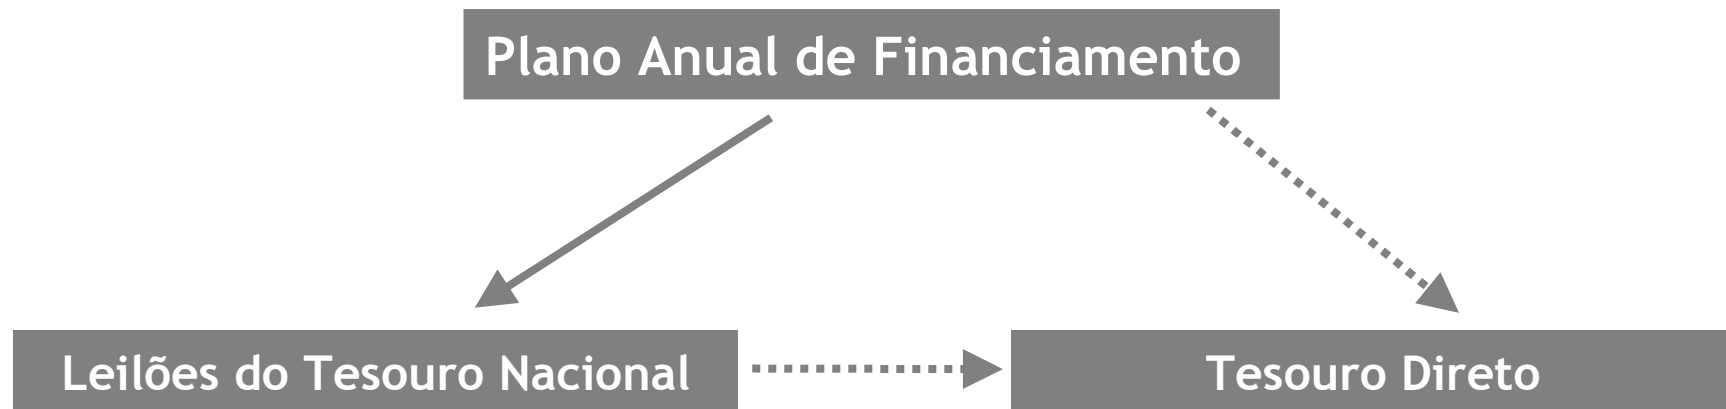 Plano Anual de Financiamento
Leilões do Tesouro Nacional
Tesouro Direto